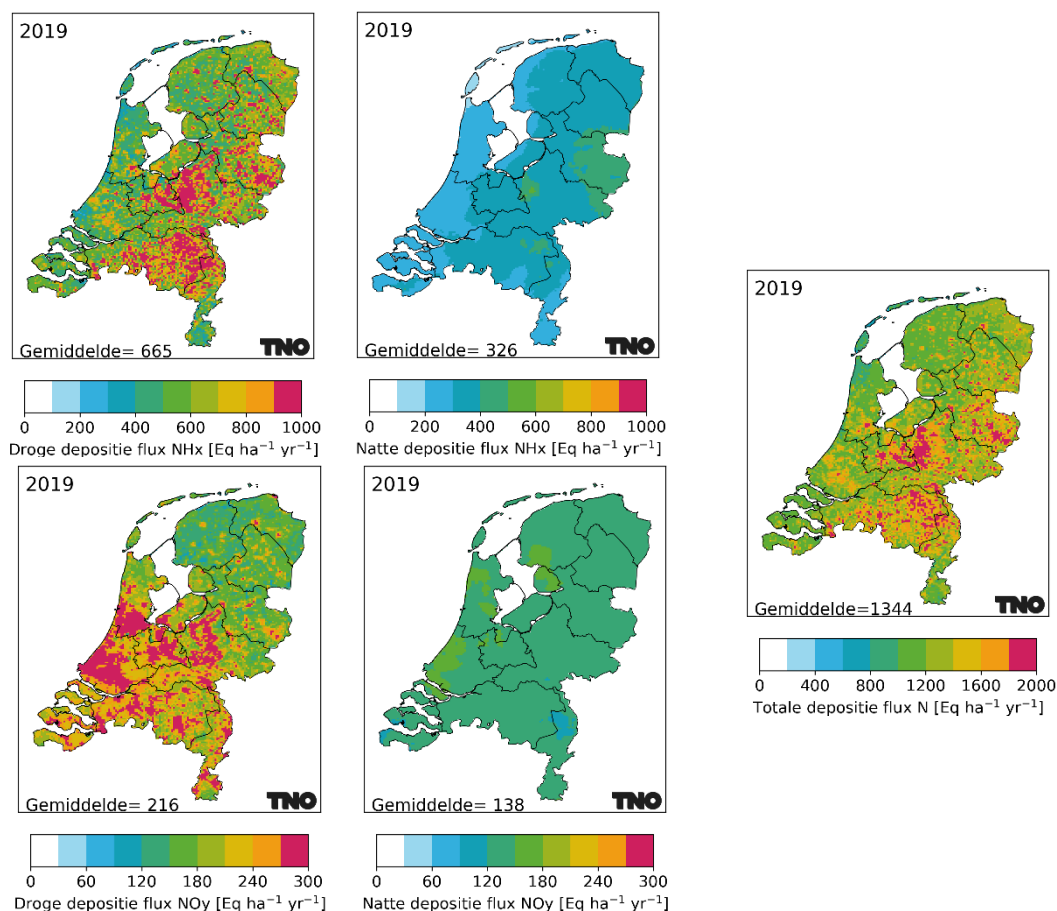 2019
Gemiddelde= 665
TNO
0 200 400 600 800 1000
Droge depositie flux NHx [Eq ha⁻¹ yr⁻¹]
2019
Gemiddelde= 326
TNO
0 200 400 600 800 1000
Natte depositie flux NHx [Eq ha⁻¹ yr⁻¹]
2019
Gemiddelde=1344
TNO
0 400 800 1200 1600 2000
Totale depositie flux N [Eq ha⁻¹ yr⁻¹]
2019
Gemiddelde= 216
TNO
0 60 120 180 240 300
Droge depositie flux NOy [Eq ha⁻¹ yr⁻¹]
2019
Gemiddelde= 138
TNO
0 60 120 180 240 300
Natte depositie flux NOy [Eq ha⁻¹ yr⁻¹]